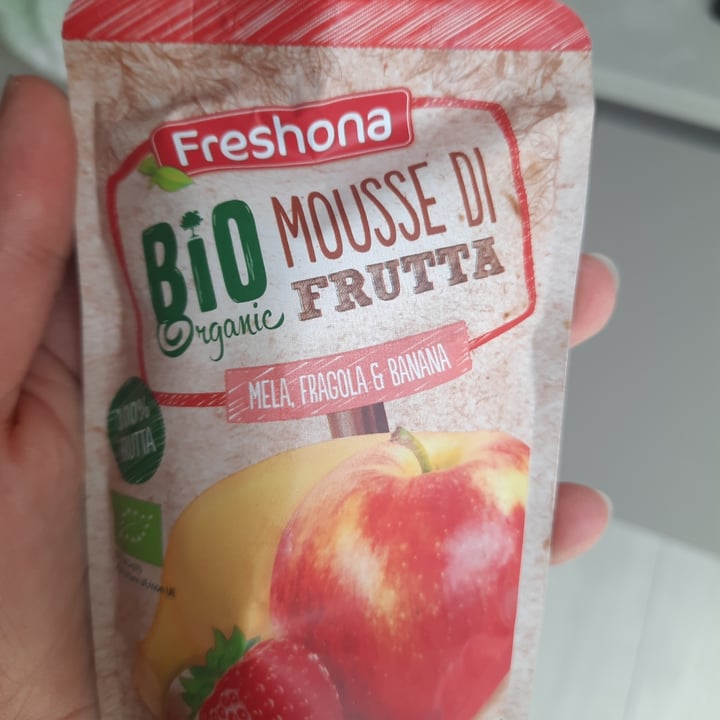 Freshona
BIO
Organic
MOUSSE DI
FRUTTA
MELA, FRAGOLA & BANANA
100%
FRUTTA